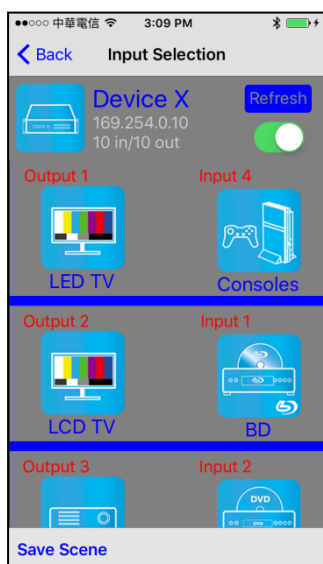 中華電信 3:09 PM
Back Input Selection
Device X Refresh
169.254.0.10
10 in/10 out
Output 1 Input 4
LED TV Consoles
Output 2 Input 1
LCD TV BD
Output 3 Input 2
DVD
DVD
Save Scene